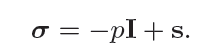 σ = −pI + s.